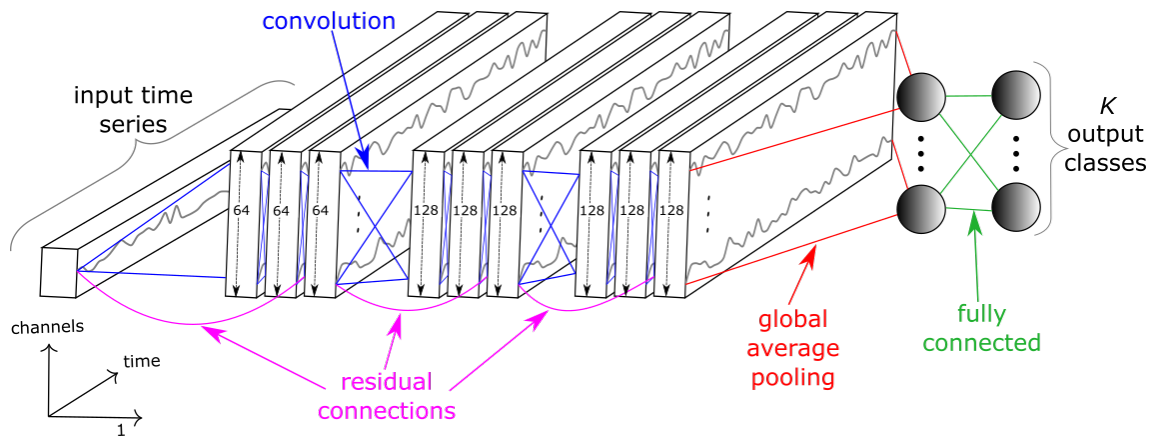 convolution
input time
series
64
64
64
128
128
128
128
128
128
K
output
classes
channels
time
1
residual
connections
global
average
pooling
fully
connected